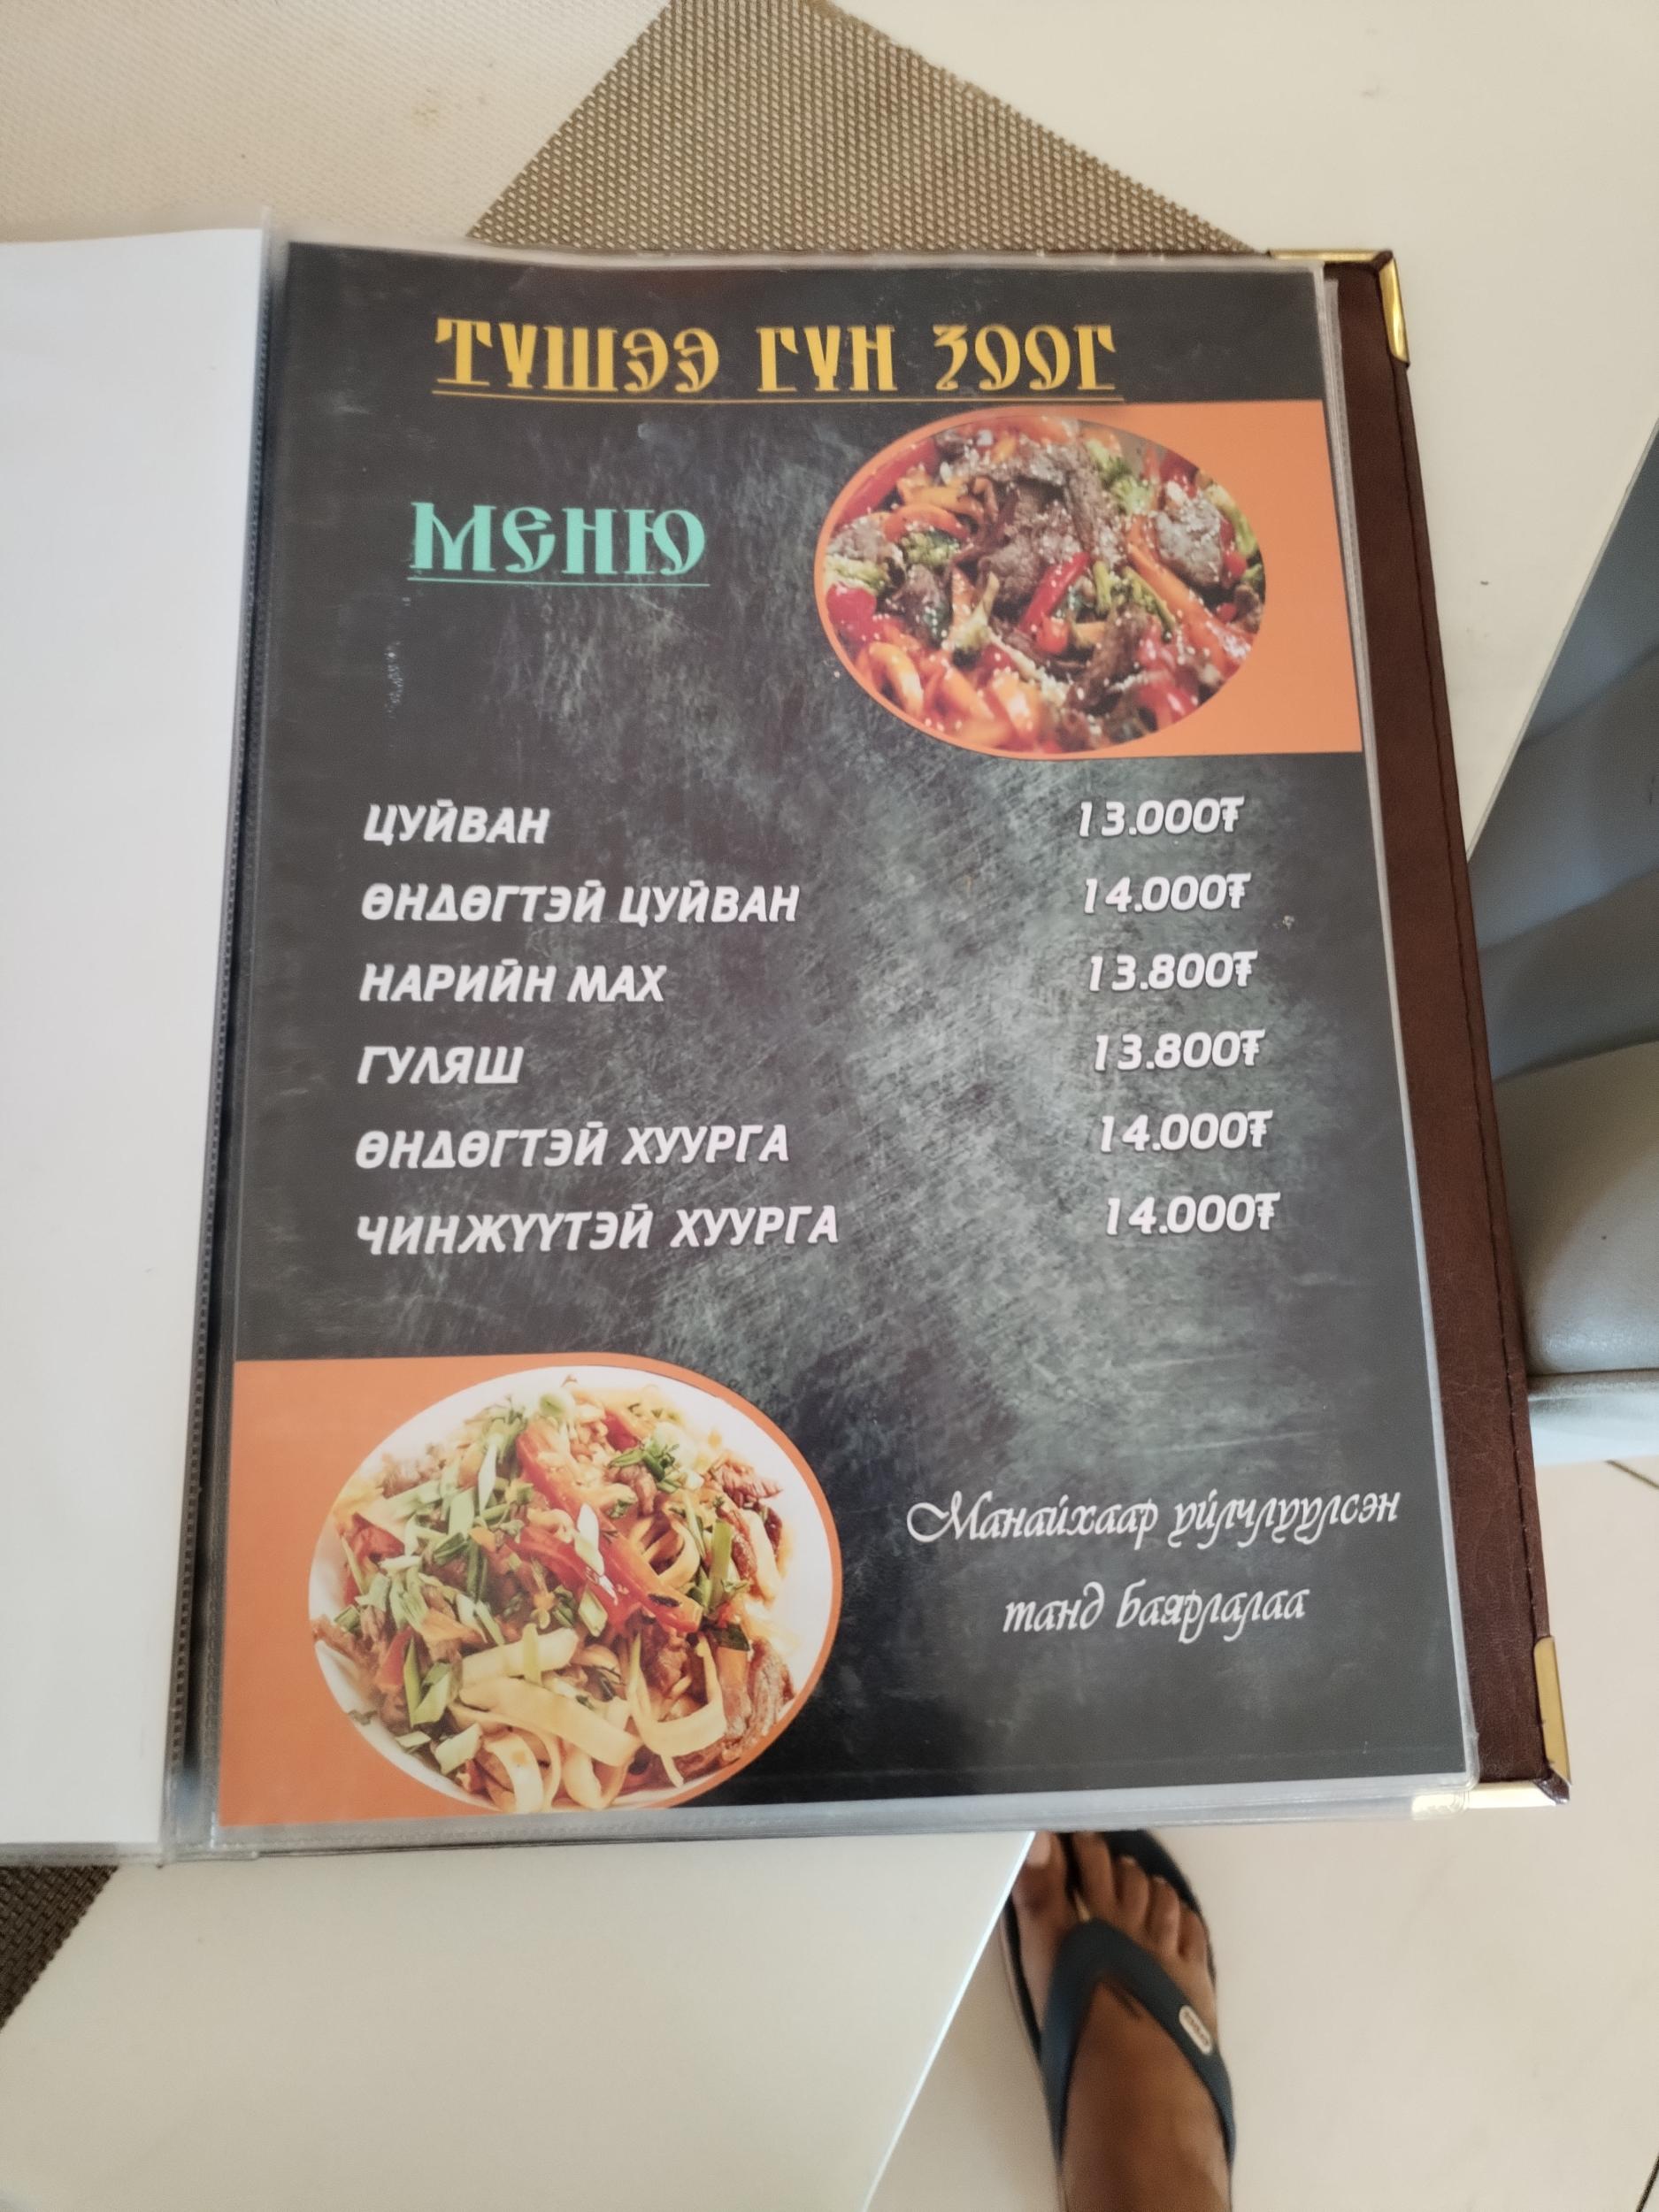 ТҮШЭЭ ГҮН ЗООГ
МЕНЮ
ЦУЙВАН 13.000₮
ӨНДӨГТЭЙ ЦУЙВАН 14.000₮
НАРИЙН МАХ 13.800₮
ГУЛЯШ 13.800₮
ӨНДӨГТЭЙ ХУУРГА 14.000₮
ЧИНЖҮҮТЭЙ ХУУРГА 14.000₮
Манайхаар үйлчлүүлсэн
танд баярлалаа